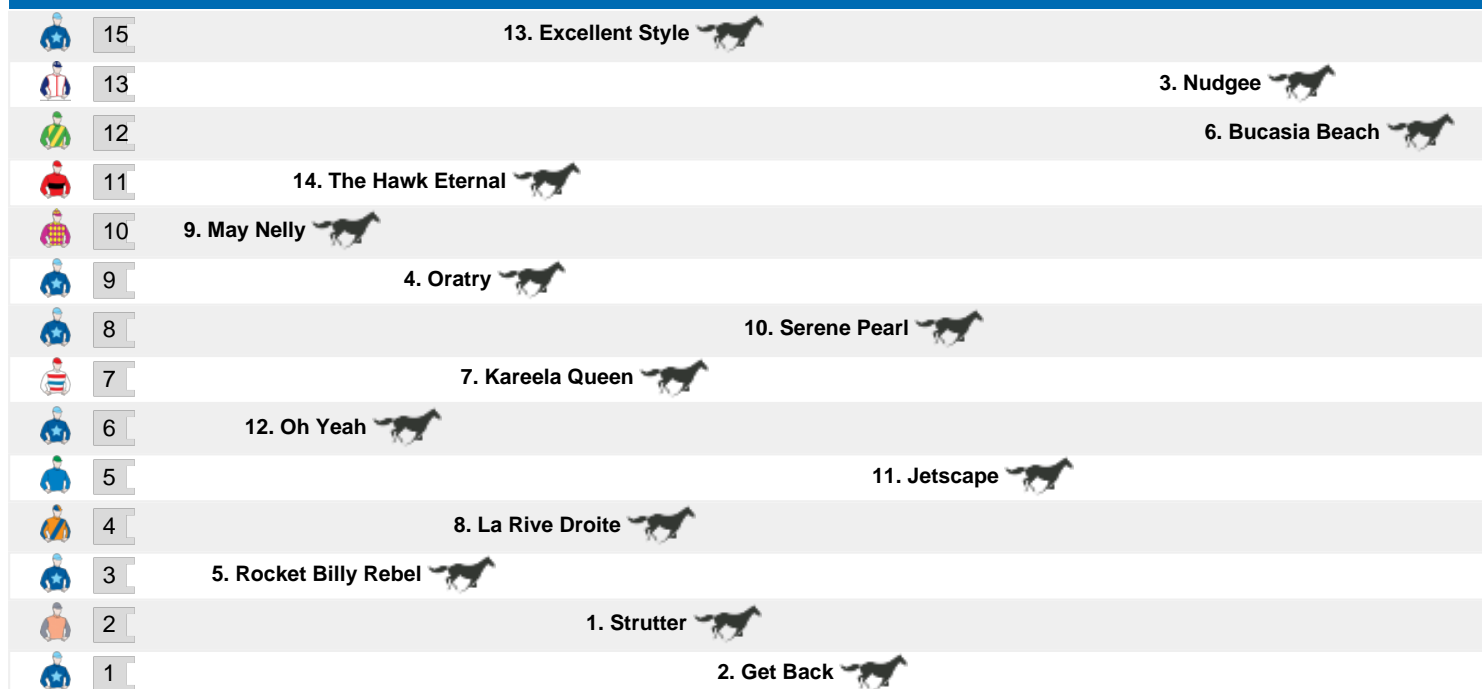 15 13. Excellent Style
13 3. Nudgee
12 6. Bucasia Beach
11 14. The Hawk Eternal
10 9. May Nelly
9 4. Oratry
8 10. Serene Pearl
7 7. Kareela Queen
6 12. Oh Yeah
5 11. Jetscape
4 8. La Rive Droite
3 5. Rocket Billy Rebel
2 1. Strutter
1 2. Get Back